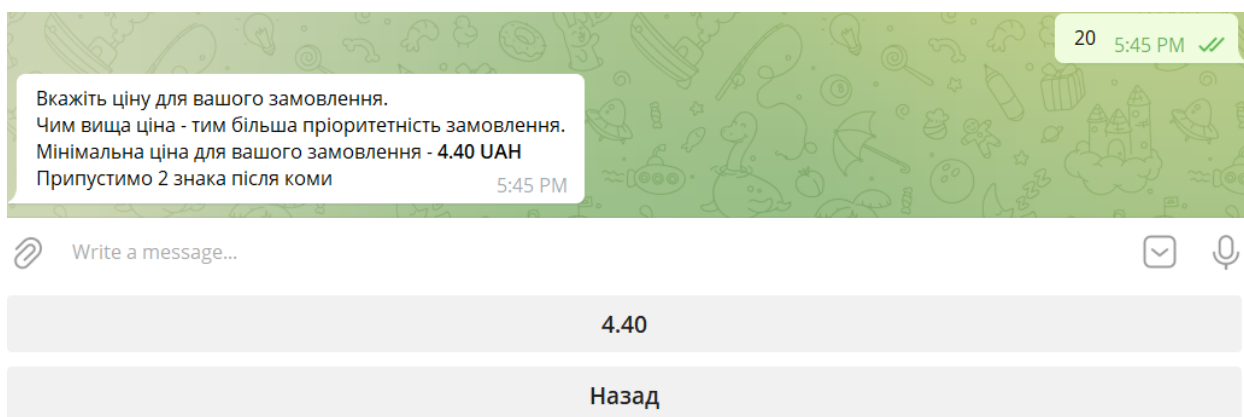 20 5:45 PM
Вкажіть ціну для вашого замовлення.
Чим вища ціна - тим більша пріоритетність замовлення.
Мінімальна ціна для вашого замовлення - 4.40 UAH
Припустимо 2 знака після коми 5:45 PM
Write a message...
4.40
Назад